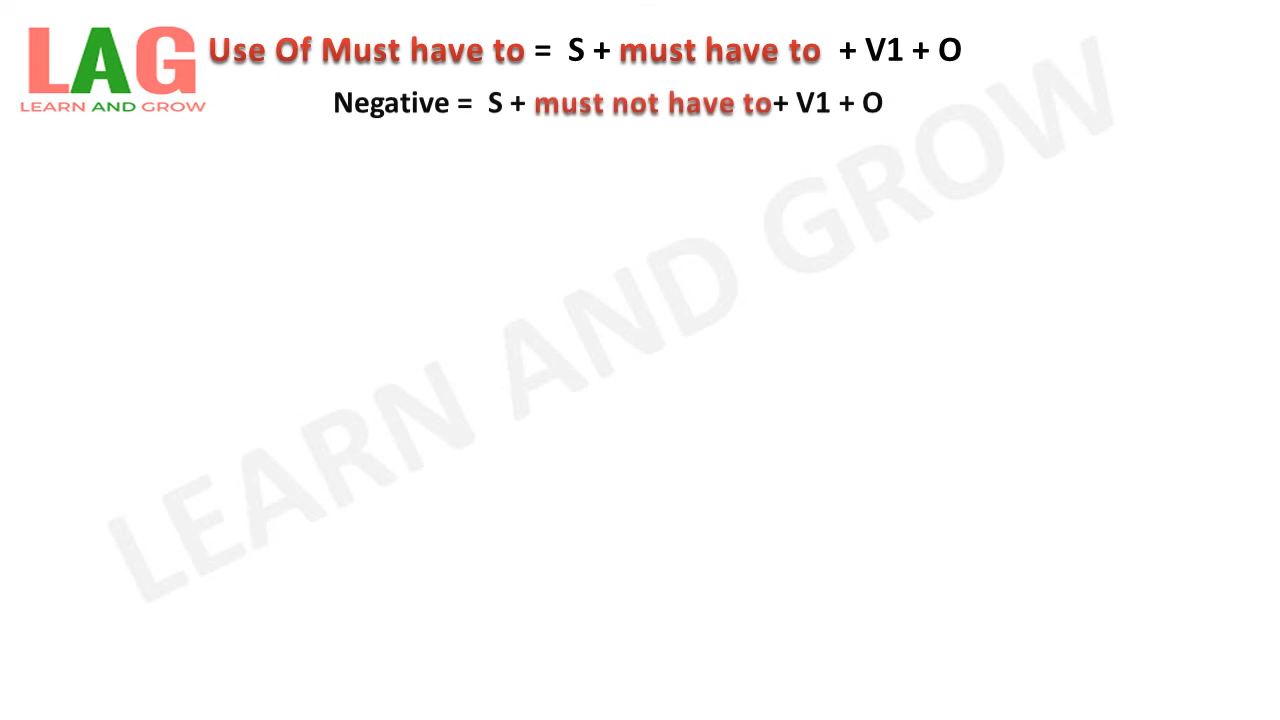 LAG
LEARN AND GROW
Use Of Must have to = S + must have to + V1 + O
Negative = S + must not have to+ V1 + O
LEARN AND GROW